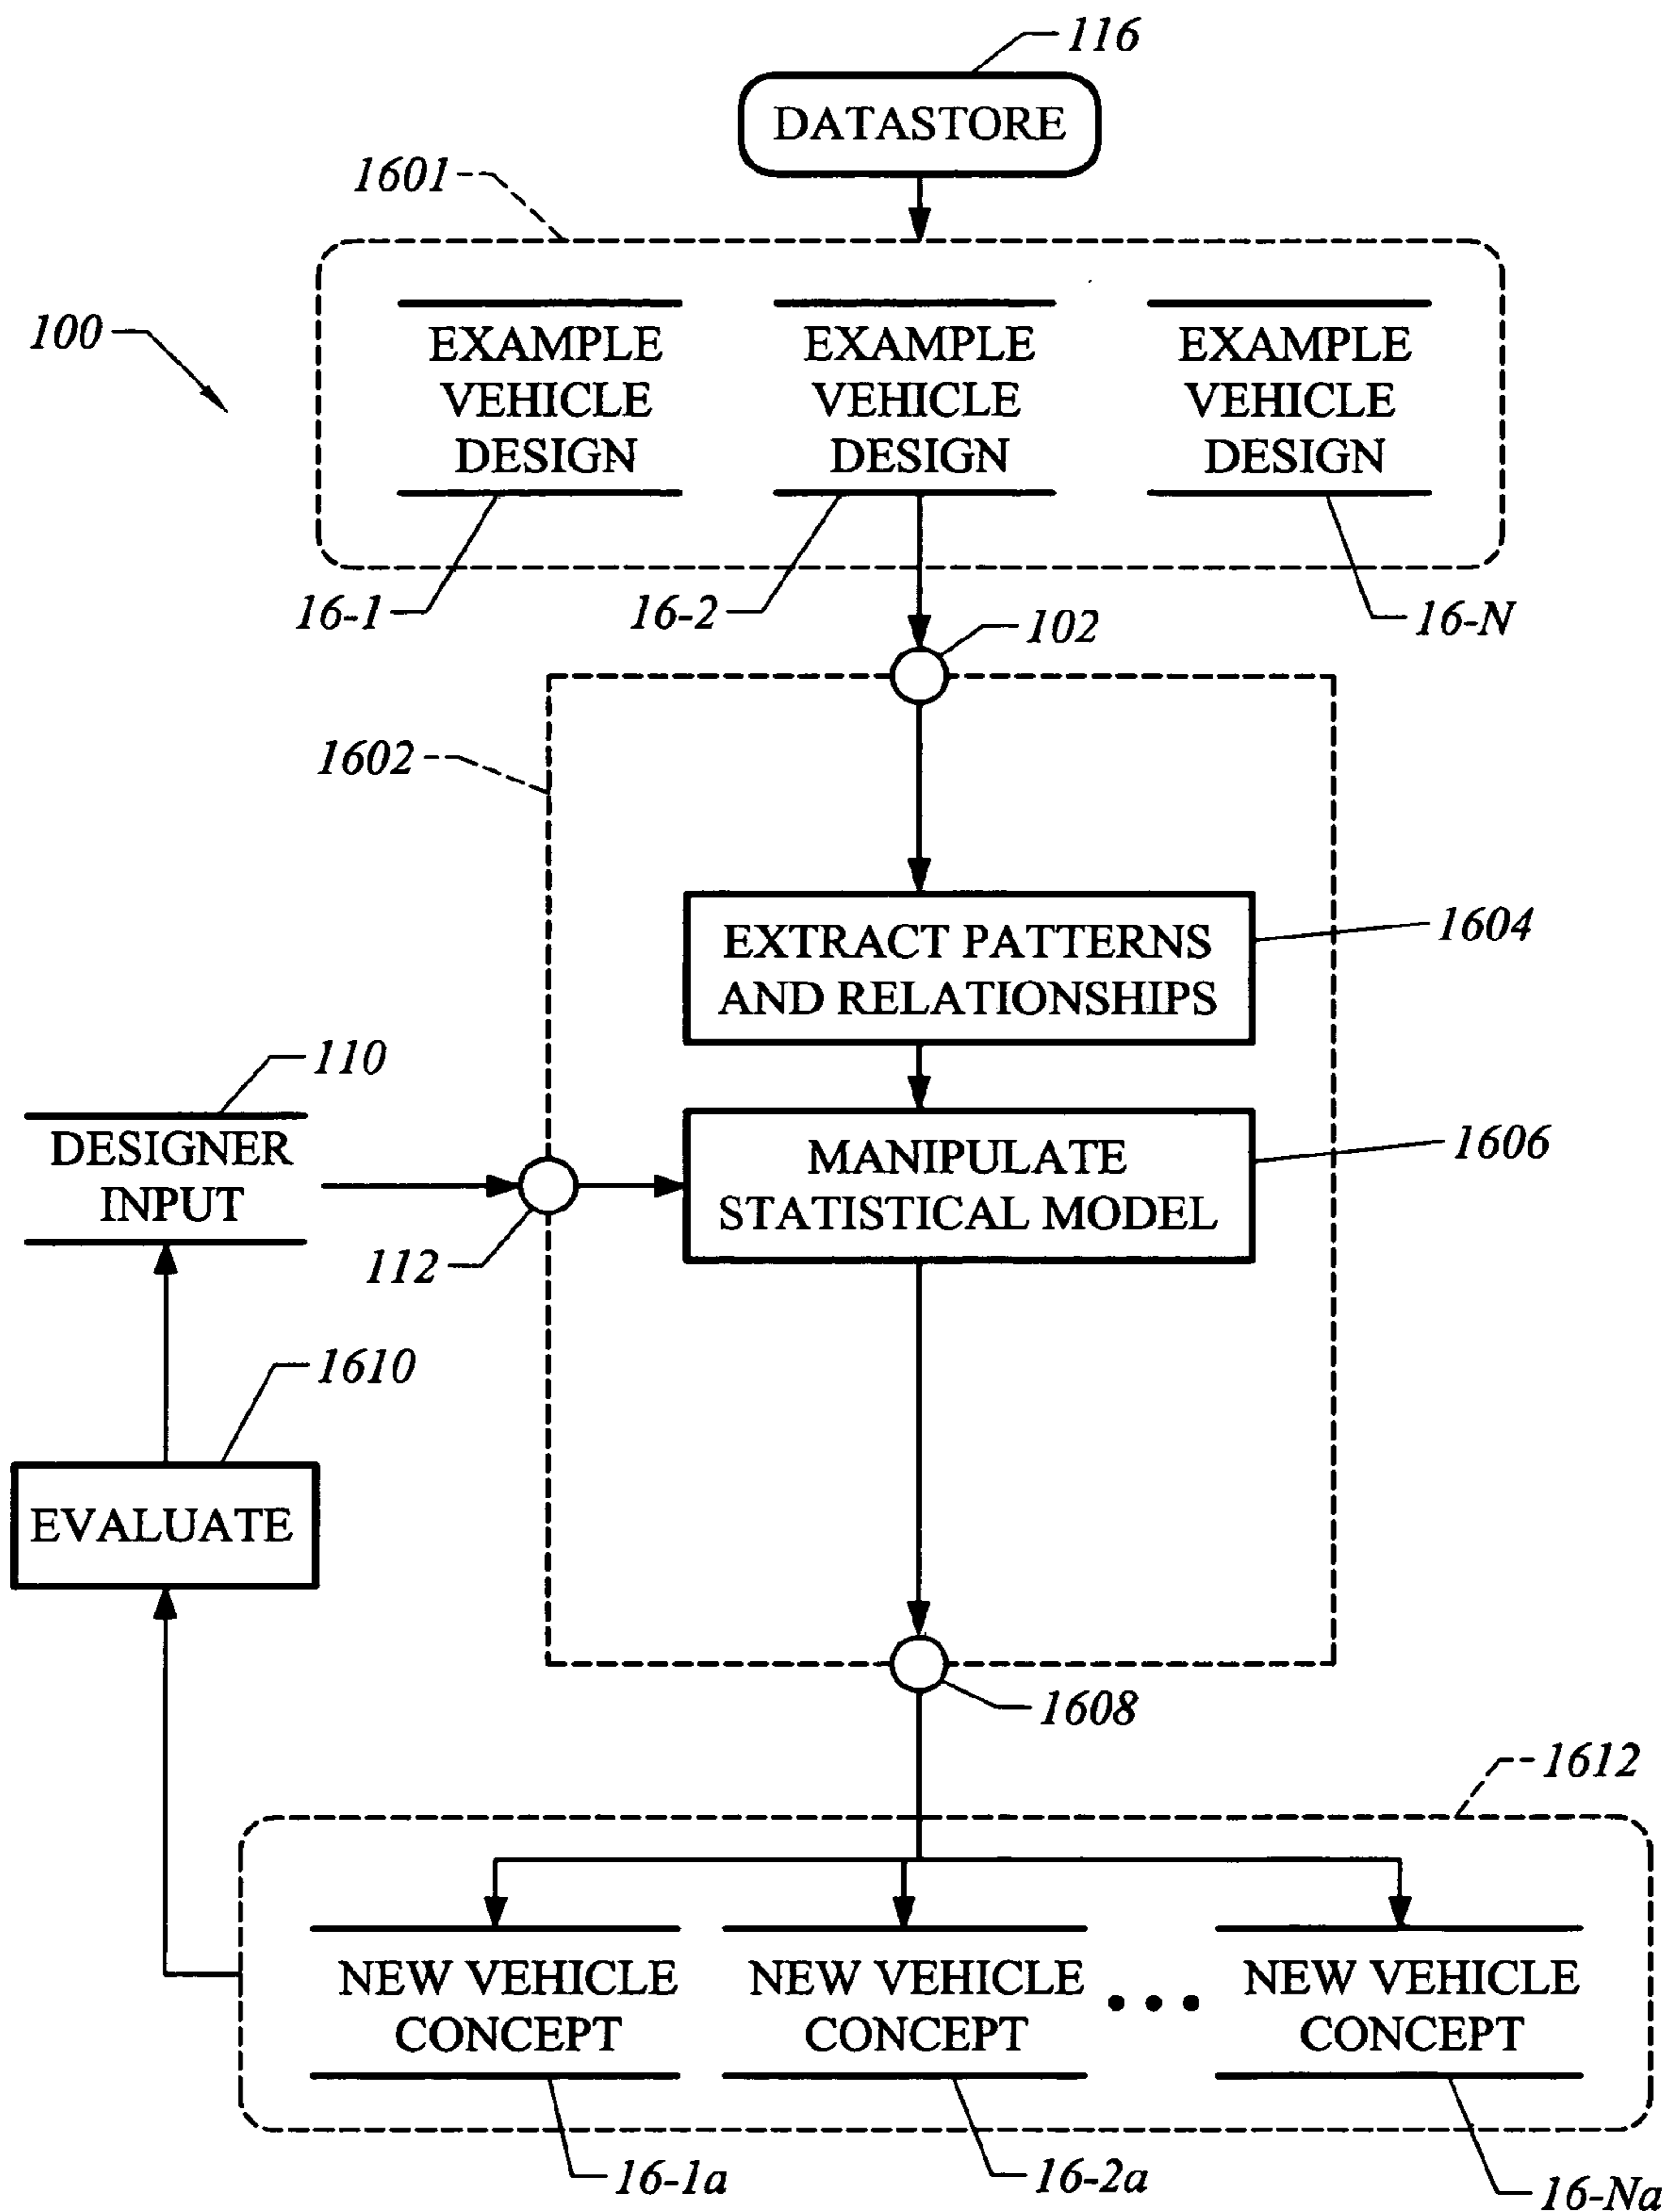 116
DATASTORE
1601
100
EXAMPLE
VEHICLE
DESIGN
EXAMPLE
VEHICLE
DESIGN
EXAMPLE
VEHICLE
DESIGN
16-1
16-2
16-N
102
1602
EXTRACT PATTERNS
AND RELATIONSHIPS
1604
110
DESIGNER
INPUT
MANIPULATE
STATISTICAL MODEL
1606
112
1610
EVALUATE
1608
1612
NEW VEHICLE
CONCEPT
NEW VEHICLE
CONCEPT
• • •
NEW VEHICLE
CONCEPT
16-1a
16-2a
16-Na